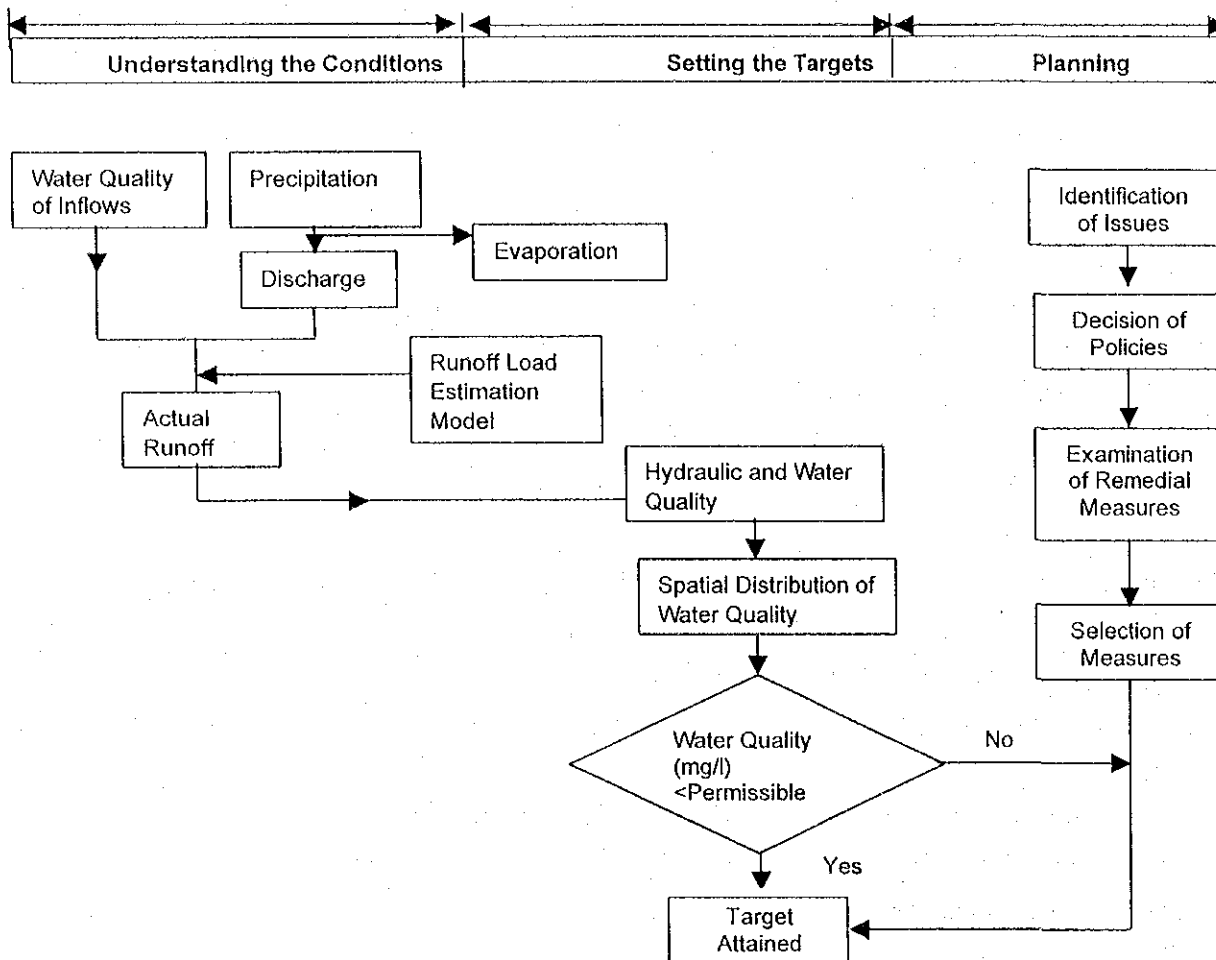 Understanding the Conditions
Setting the Targets
Planning
Water Quality
of Inflows
Precipitation
Evaporation
Discharge
Runoff Load
Estimation
Model
Actual
Runoff
Hydraulic and Water
Quality
Spatial Distribution of
Water Quality
Water Quality
(mg/l)
<Permissible
No
Yes
Target
Attained
Identification
of Issues
Decision of
Policies
Examination
of Remedial
Measures
Selection of
Measures